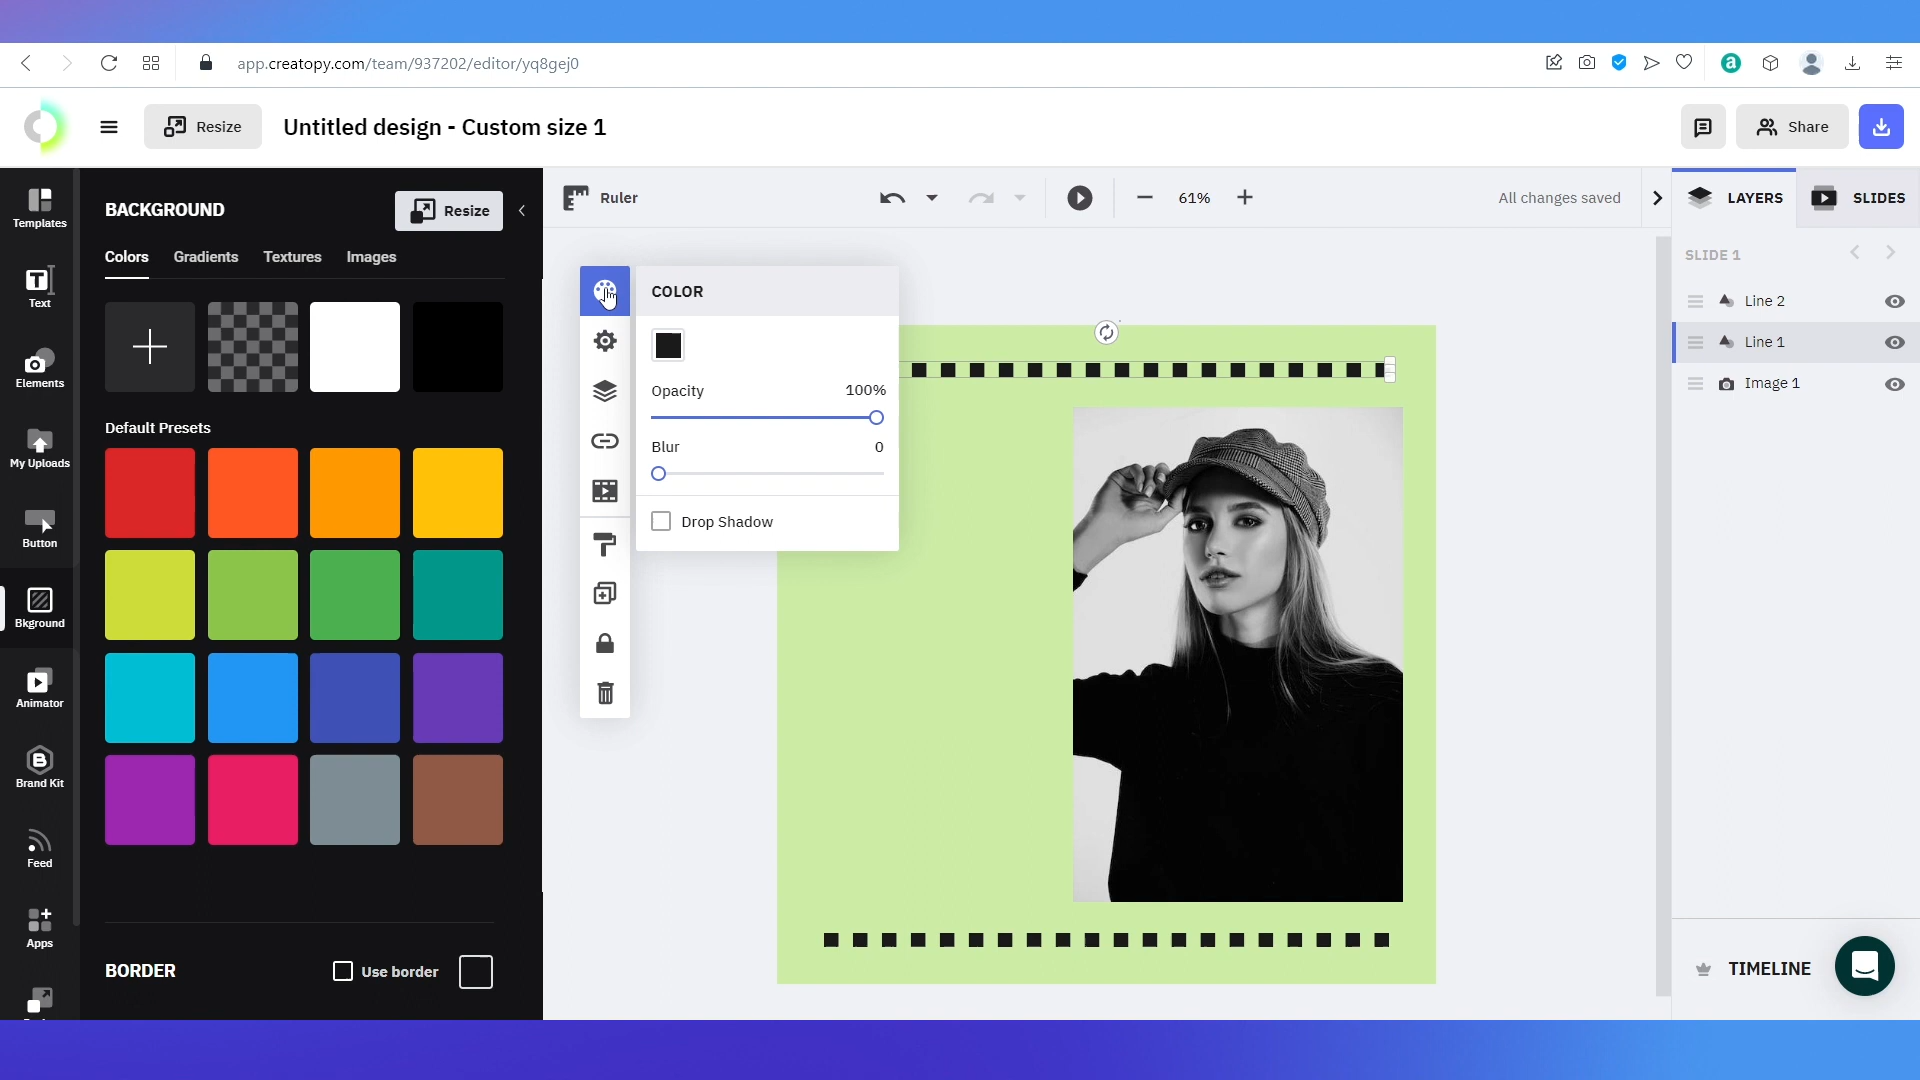 app.creatopy.com/team/937202/editor/yq8gej0
Resize
Untitled design - Custom size 1
Share
Templates
Text
Elements
My Uploads
Button
Bkground
Animator
Brand Kit
Feed
Apps
BACKGROUND
Resize
Colors
Gradients
Textures
Images
Default Presets
BORDER
Use border
Ruler
61%
All changes saved
COLOR
Opacity
100%
Blur
0
Drop Shadow
LAYERS
SLIDES
SLIDE 1
Line 2
Line 1
Image 1
TIMELINE